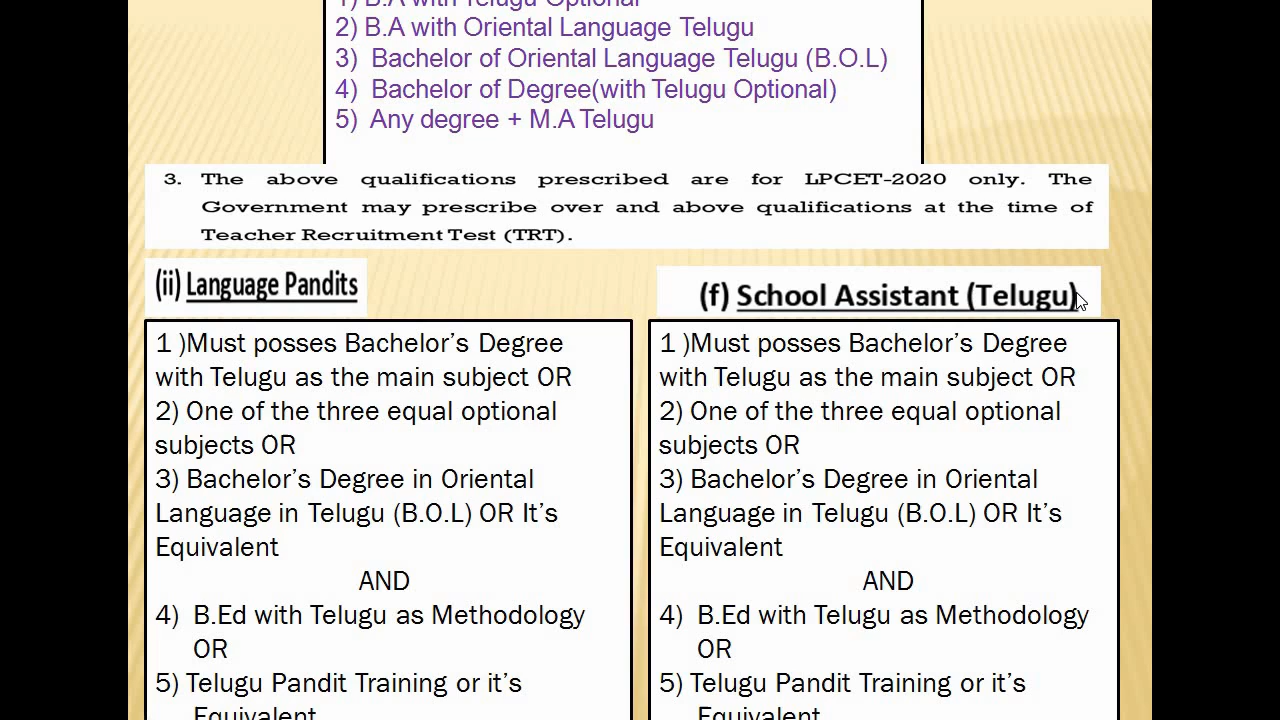 1) B.A with Telugu Optional
2) B.A with Oriental Language Telugu
3) Bachelor of Oriental Language Telugu (B.O.L)
4) Bachelor of Degree(with Telugu Optional)
5) Any degree + M.A Telugu
3. The above qualifications prescribed are for LPCET-2020 only. The
Government may prescribe over and above qualifications at the time of
Teacher Recruitment Test (TRT).
(ii) Language Pandits
1 )Must posses Bachelor’s Degree
with Telugu as the main subject OR
2) One of the three equal optional
subjects OR
3) Bachelor’s Degree in Oriental
Language in Telugu (B.O.L) OR It’s
Equivalent
AND
4) B.Ed with Telugu as Methodology
OR
5) Telugu Pandit Training or it’s
Equivalent
(f) School Assistant (Telugu)
1 )Must posses Bachelor’s Degree
with Telugu as the main subject OR
2) One of the three equal optional
subjects OR
3) Bachelor’s Degree in Oriental
Language in Telugu (B.O.L) OR It’s
Equivalent
AND
4) B.Ed with Telugu as Methodology
OR
5) Telugu Pandit Training or it’s
Equivalent